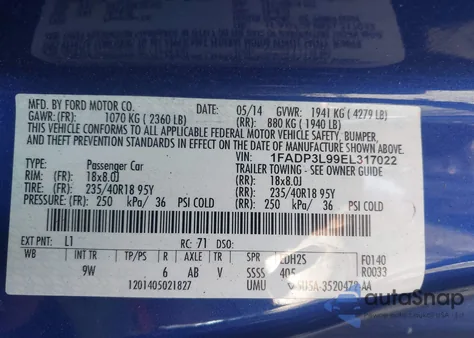 MFD. BY FORD MOTOR CO. DATE: 05/14 GVWR: 1941 KG ( 4279 LB)
GAWR: (FR): 1070 KG ( 2360 LB) (RR): 880 KG ( 1940 LB)
THIS VEHICLE CONFORMS TO ALL APPLICABLE FEDERAL MOTOR VEHICLE SAFETY, BUMPER,
AND THEFT PREVENTION STANDARDS IN EFFECT ON THE DATE OF MANUFACTURE SHOWN ABOVE.
VIN: 1FADP3L99EL317022
TYPE: Passenger Car TRAILER TOWING - SEE OWNER GUIDE
RIM: (FR) 18x8.0J (RR) 18x8.0J
TIRE: (FR) 235/40R18 95Y (RR) 235/40R18 95Y
PRESSURE: (FR) 250 kPa/ 36 PSI COLD (RR) 250 kPa/ 36 PSI COLD
EXT PNT: L1 RC: 71 DSO:
WB INT TR TP/PS R AXLE TR SPR F0140
9W 6 AB V SSSS 405 R0033
1201405021827 UMU
autoSnap